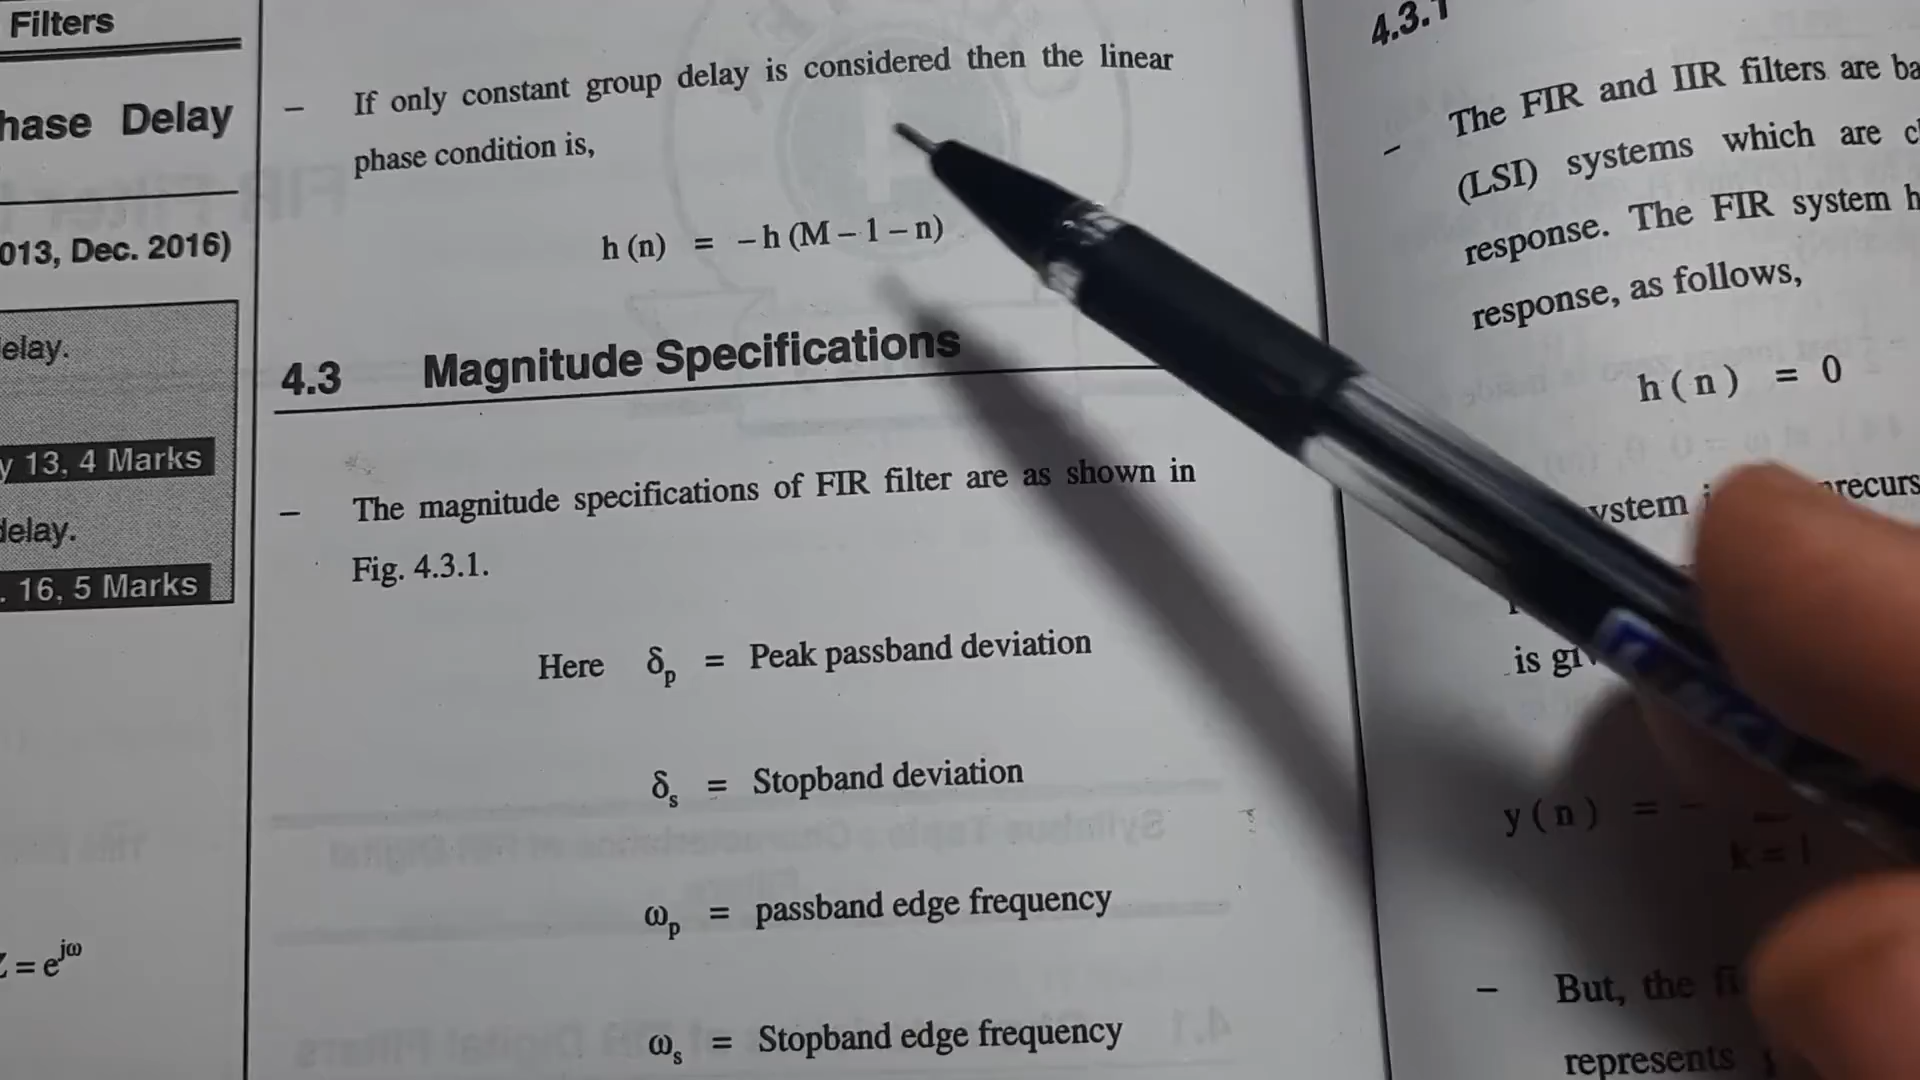 Filters
hase Delay
013, Dec. 2016)
elay.
y 13, 4 Marks
delay.
. 16, 5 Marks
Z = e^jω
– If only constant group delay is considered then the linear
phase condition is,
h (n) = – h (M – 1 – n)
4.3 Magnitude Specifications
– The magnitude specifications of FIR filter are as shown in
Fig. 4.3.1.
Here δp = Peak passband deviation
δs = Stopband deviation
ωp = passband edge frequency
ωs = Stopband edge frequency
4.3.1
– The FIR and IIR filters are ba
(LSI) systems which are c
response. The FIR system h
response, as follows,
h ( n ) = 0
ystem recurs
is gi
y ( n ) = –
k = 1
– But, the fi
represents